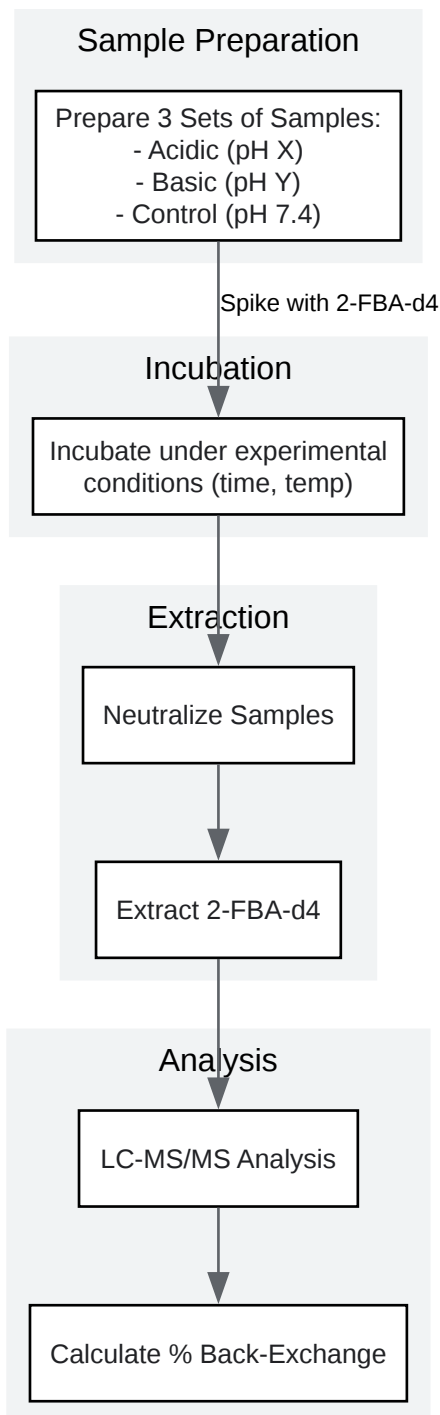 Sample Preparation
Prepare 3 Sets of Samples:
- Acidic (pH X)
- Basic (pH Y)
- Control (pH 7.4)
Spike with 2-FBA-d4
Incubation
Incubate under experimental
conditions (time, temp)
Extraction
Neutralize Samples
Extract 2-FBA-d4
Analysis
LC-MS/MS Analysis
Calculate % Back-Exchange